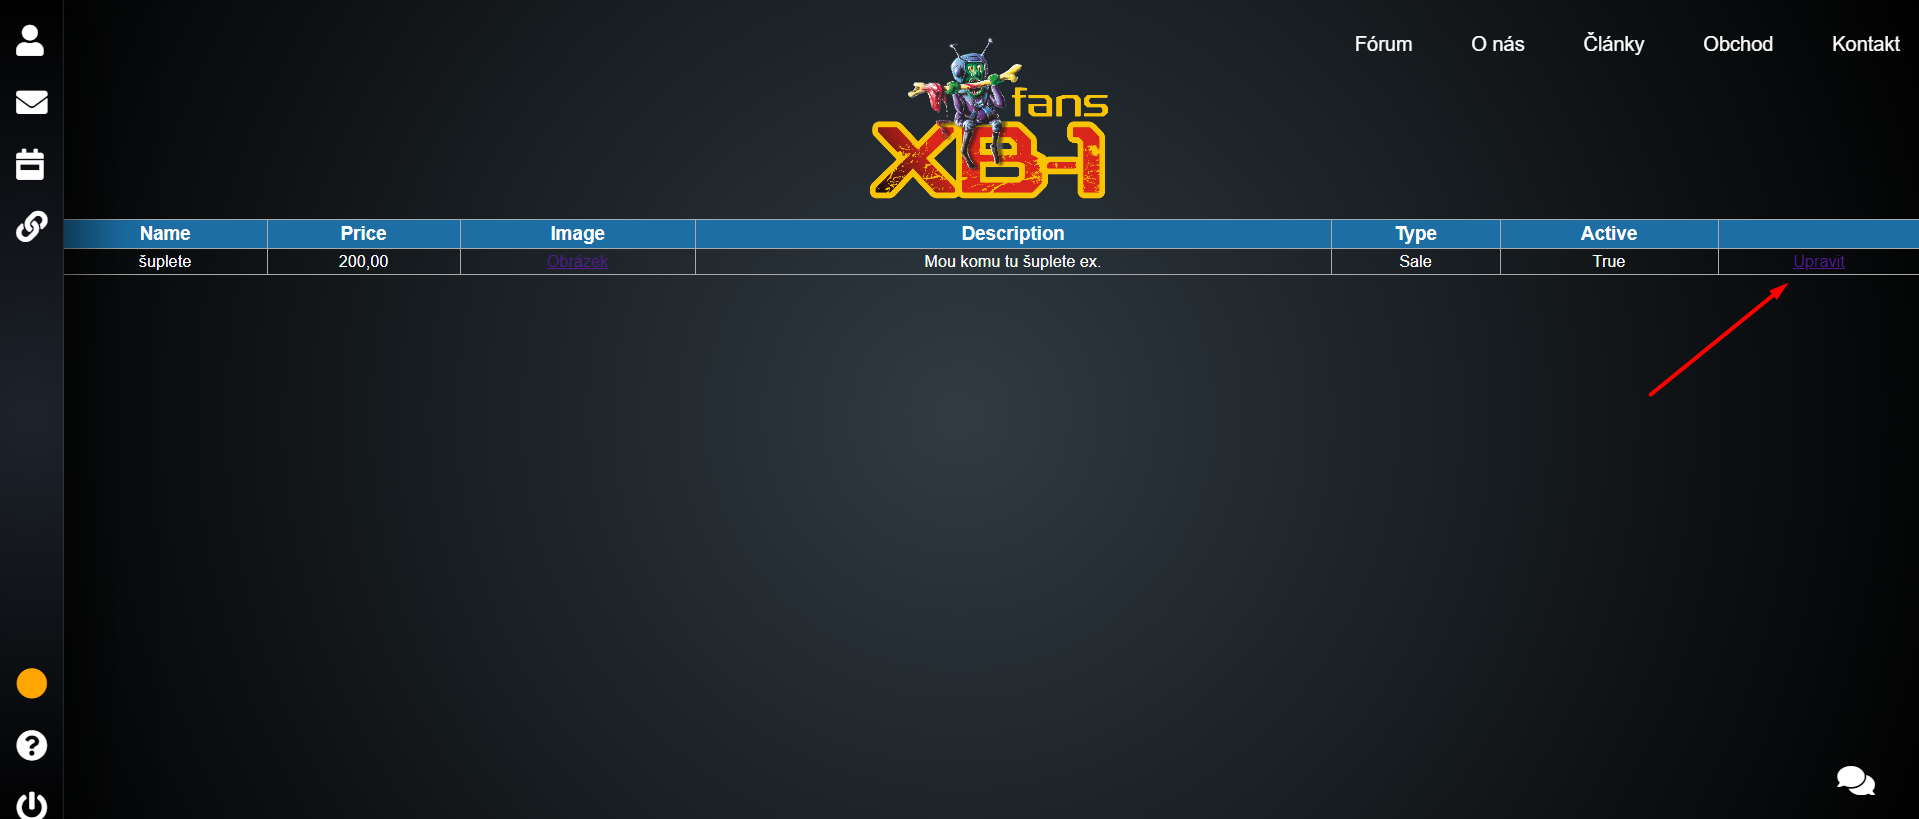 Fórum O nás Články Obchod Kontakt
fans
XB-1
Name Price Image Description Type Active
šuplete 200,00 Obrázek Mou komu tu šuplete ex. Sale True Upravit